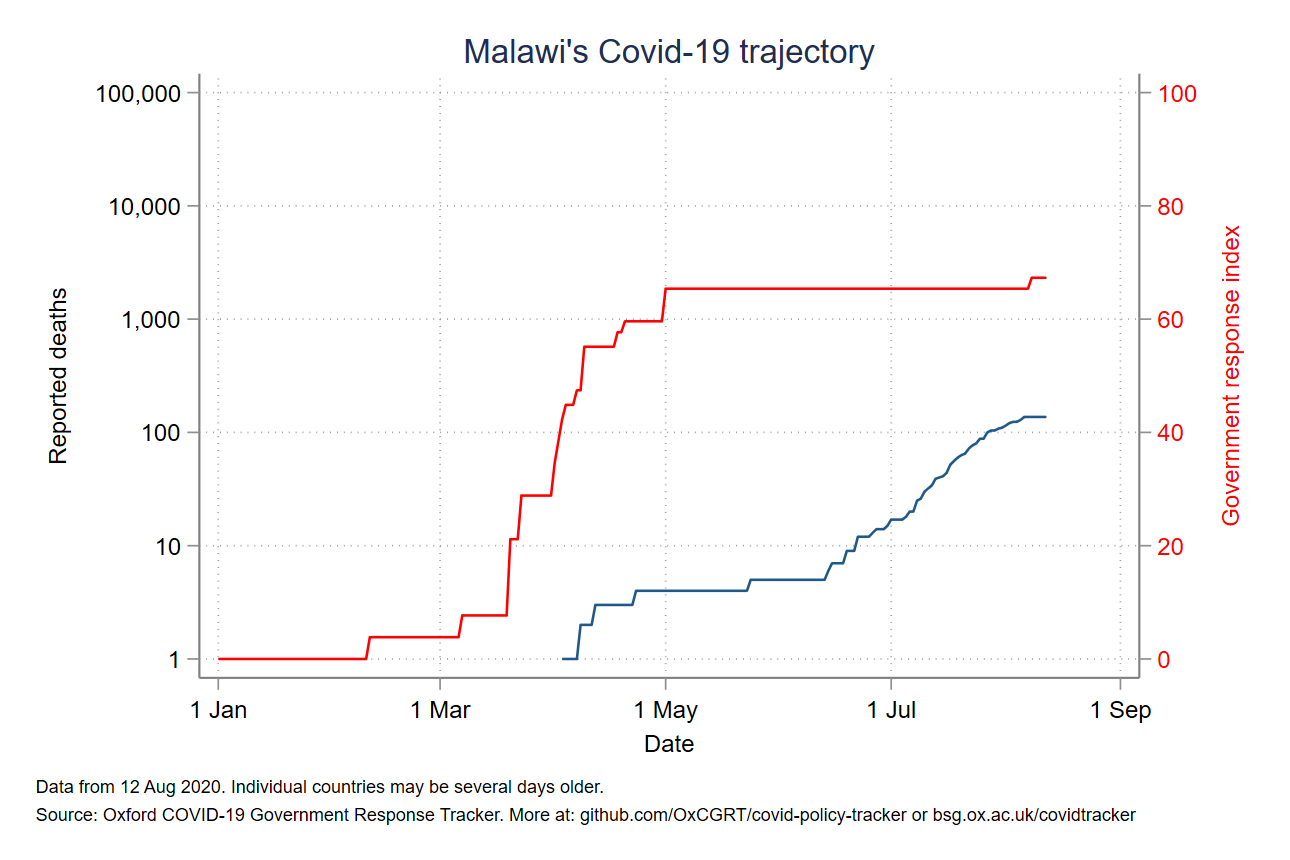 Malawi's Covid-19 trajectory
100,000
10,000
1,000
100
10
1
Reported deaths
100
80
60
40
20
0
Government response index
1 Jan
1 Mar
1 May
1 Jul
1 Sep
Date
Data from 12 Aug 2020. Individual countries may be several days older.
Source: Oxford COVID-19 Government Response Tracker. More at: github.com/OxCGRT/covid-policy-tracker or bsg.ox.ac.uk/covidtracker